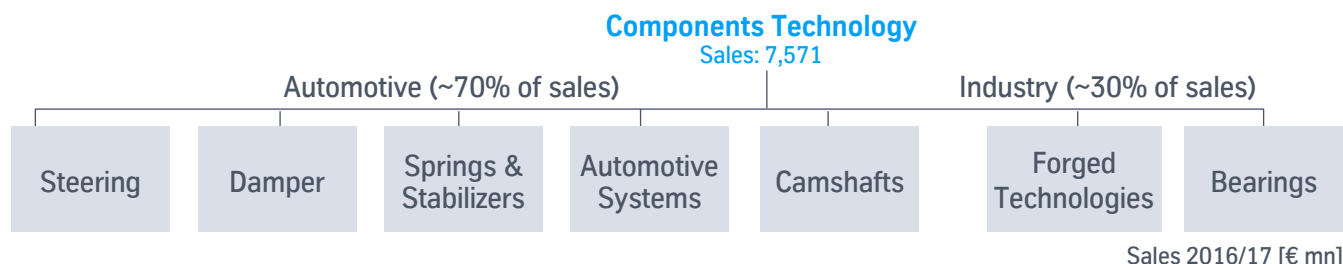 Components Technology
Sales: 7,571
Automotive (~70% of sales)
Industry (~30% of sales)
Steering
Damper
Springs &
Stabilizers
Automotive
Systems
Camshafts
Forged
Technologies
Bearings
Sales 2016/17 [€ mn]